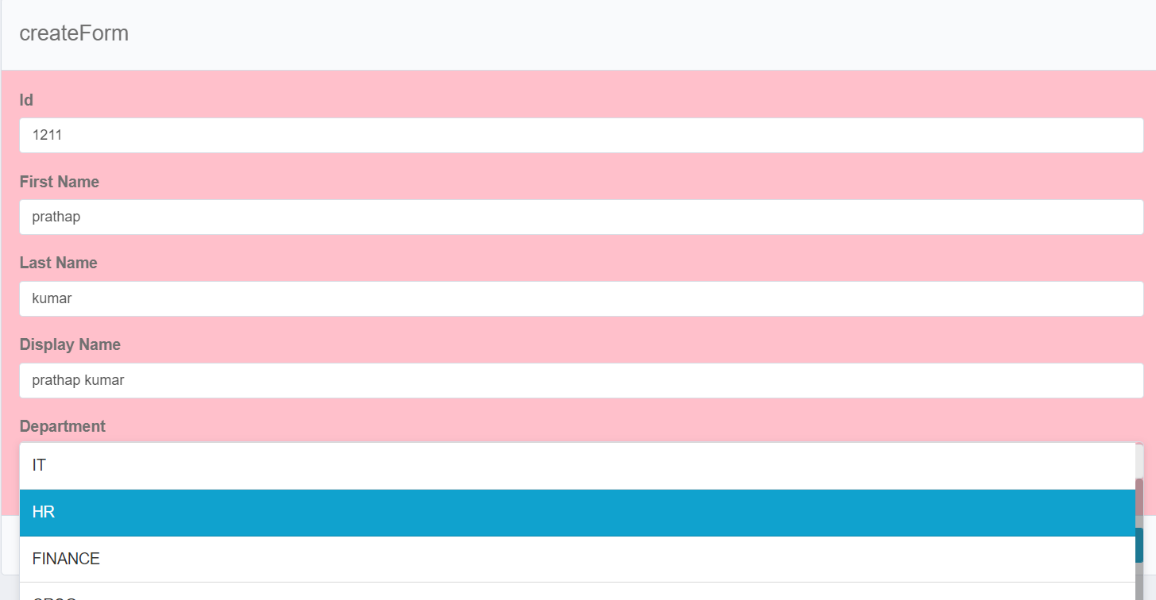 createForm
Id
1211
First Name
prathap
Last Name
kumar
Display Name
prathap kumar
Department
IT
HR
FINANCE